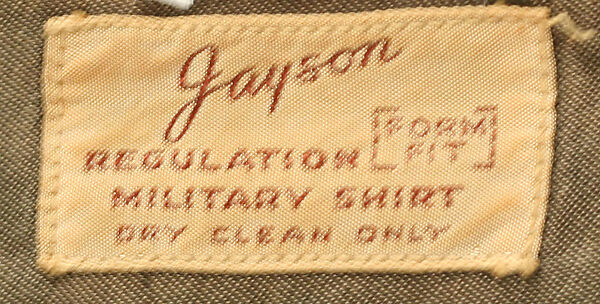 Jayson
REGULATION FORM FIT
MILITARY SHIRT
DRY CLEAN ONLY